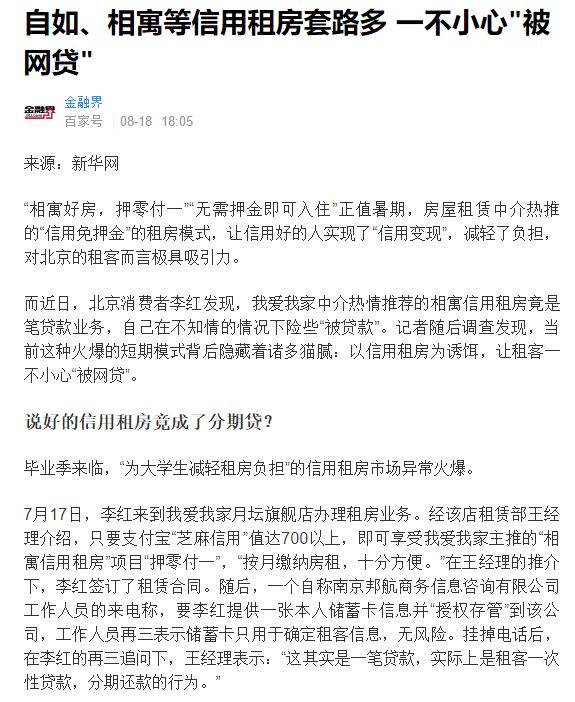 自如、相寓等信用租房套路多 一不小心"被
网贷"
金融界
金融界
百家号 08-18 18:05
来源：新华网
“相寓好房，押零付一”“无需押金即可入住”正值暑期，房屋租赁中介热推
的“信用免押金”的租房模式，让信用好的人实现了“信用变现”，减轻了负担，
对北京的租客而言极具吸引力。
而近日，北京消费者李红发现，我爱我家中介热情推荐的相寓信用租房竟是
笔贷款业务，自己在不知情的情况下险些“被贷款”。记者随后调查发现，当
前这种火爆的短期模式背后隐藏着诸多猫腻：以信用租房为诱饵，让租客一
不小心“被网贷”。
说好的信用租房竟成了分期贷？
毕业季来临，“为大学生减轻租房负担”的信用租房市场异常火爆。
7月17日，李红来到我爱我家月坛旗舰店办理租房业务。经该店租赁部王经
理介绍，只要支付宝“芝麻信用”值达700以上，即可享受我爱我家主推的“相
寓信用租房”项目“押零付一”，“按月缴纳房租，十分方便。”在王经理的推介
下，李红签订了租赁合同。随后，一个自称南京邦航商务信息咨询有限公司
工作人员的来电称，要李红提供一张本人储蓄卡信息并“授权存管”到该公
司，工作人员再三表示储蓄卡只用于确定租客信息，无风险。挂掉电话后，
在李红的再三追问下，王经理表示：“这其实是一笔贷款，实际上是租客一次
性贷款，分期还款的行为。”